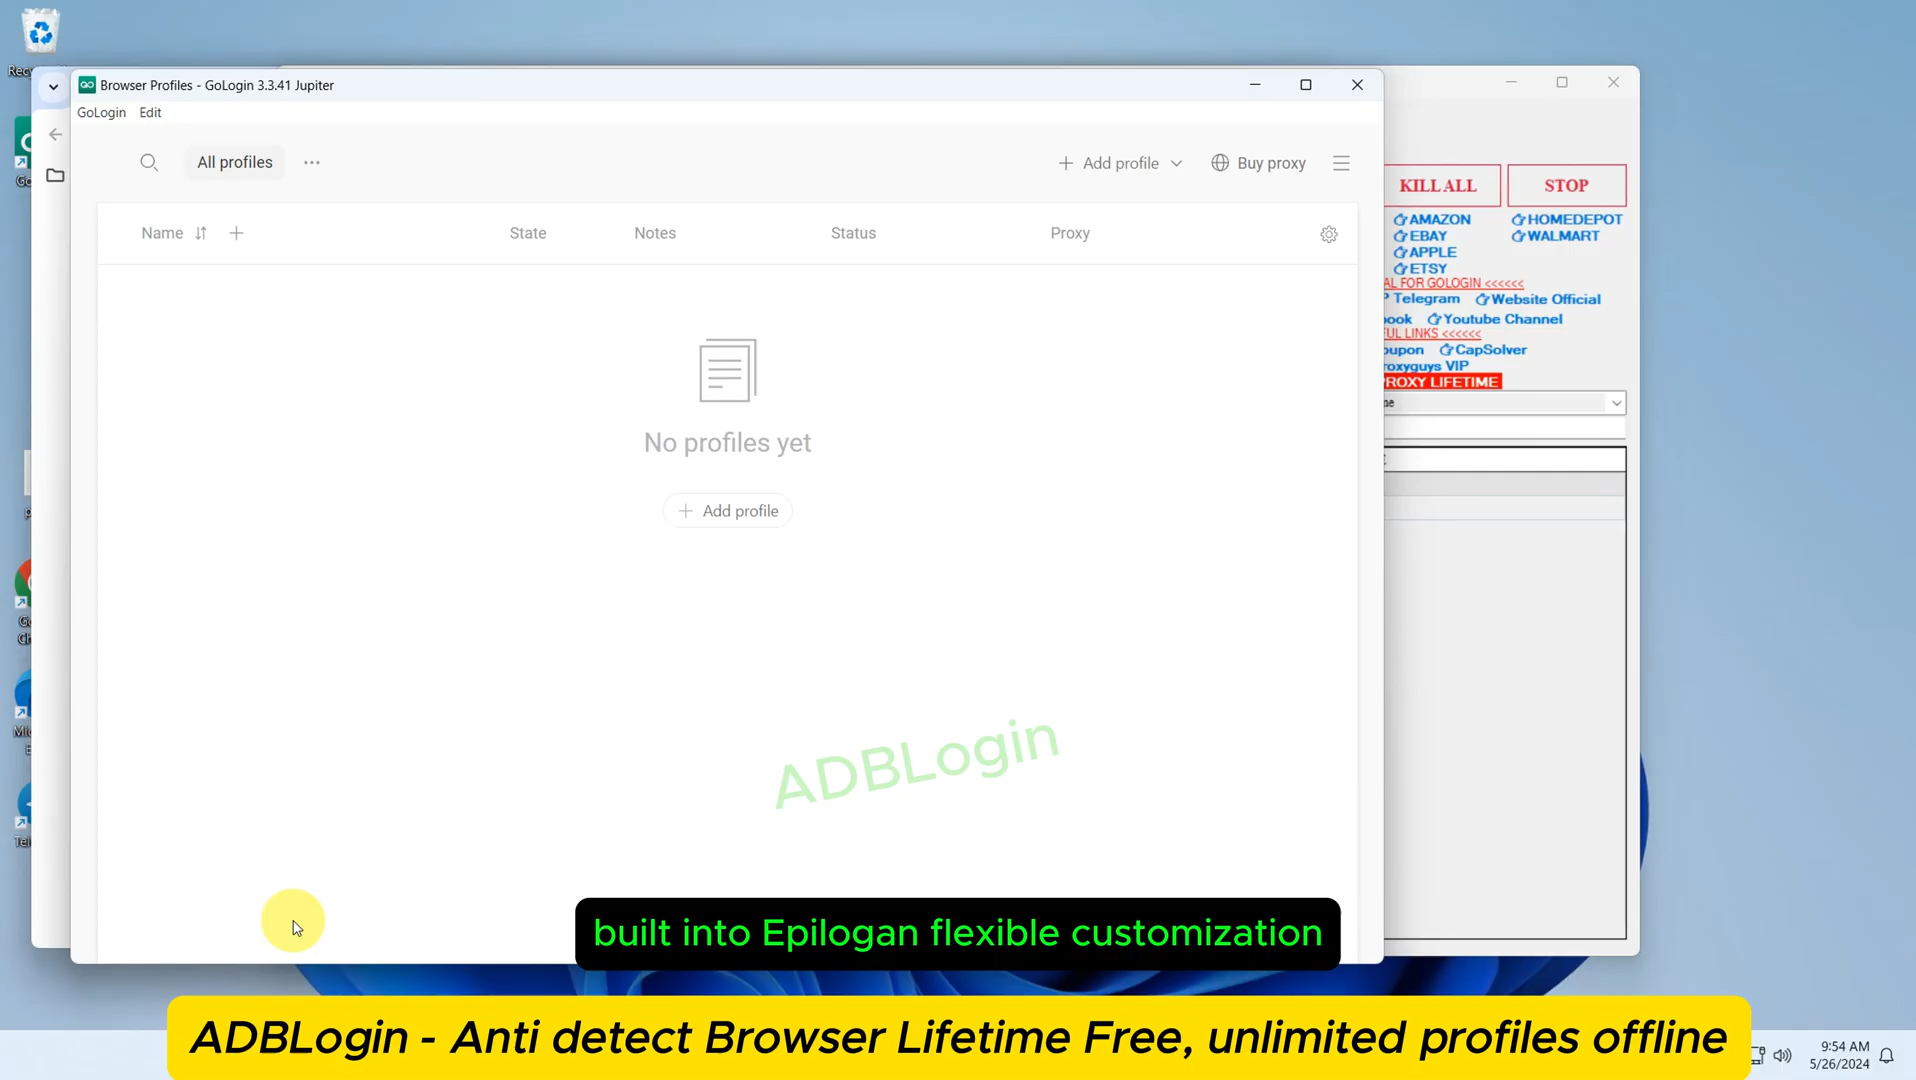 Browser Profiles - GoLogin 3.3.41 Jupiter
GoLogin Edit
All profiles
Add profile
Buy proxy
Name
State
Notes
Status
Proxy
No profiles yet
Add profile
KILL ALL
STOP
AMAZON
HOMEDEPOT
EBAY
WALMART
APPLE
ETSY
AL FOR GOLOGIN <<<<<<
P Telegram
Website Official
ook
Youtube Channel
FUL LINKS <<<<<<
oupon
CapSolver
roxyguys VIP
ROXY LIFETIME
ne
ADBLogin
built into Epilogan flexible customization
ADBLogin - Anti detect Browser Lifetime Free, unlimited profiles offline
9:54 AM
5/26/2024